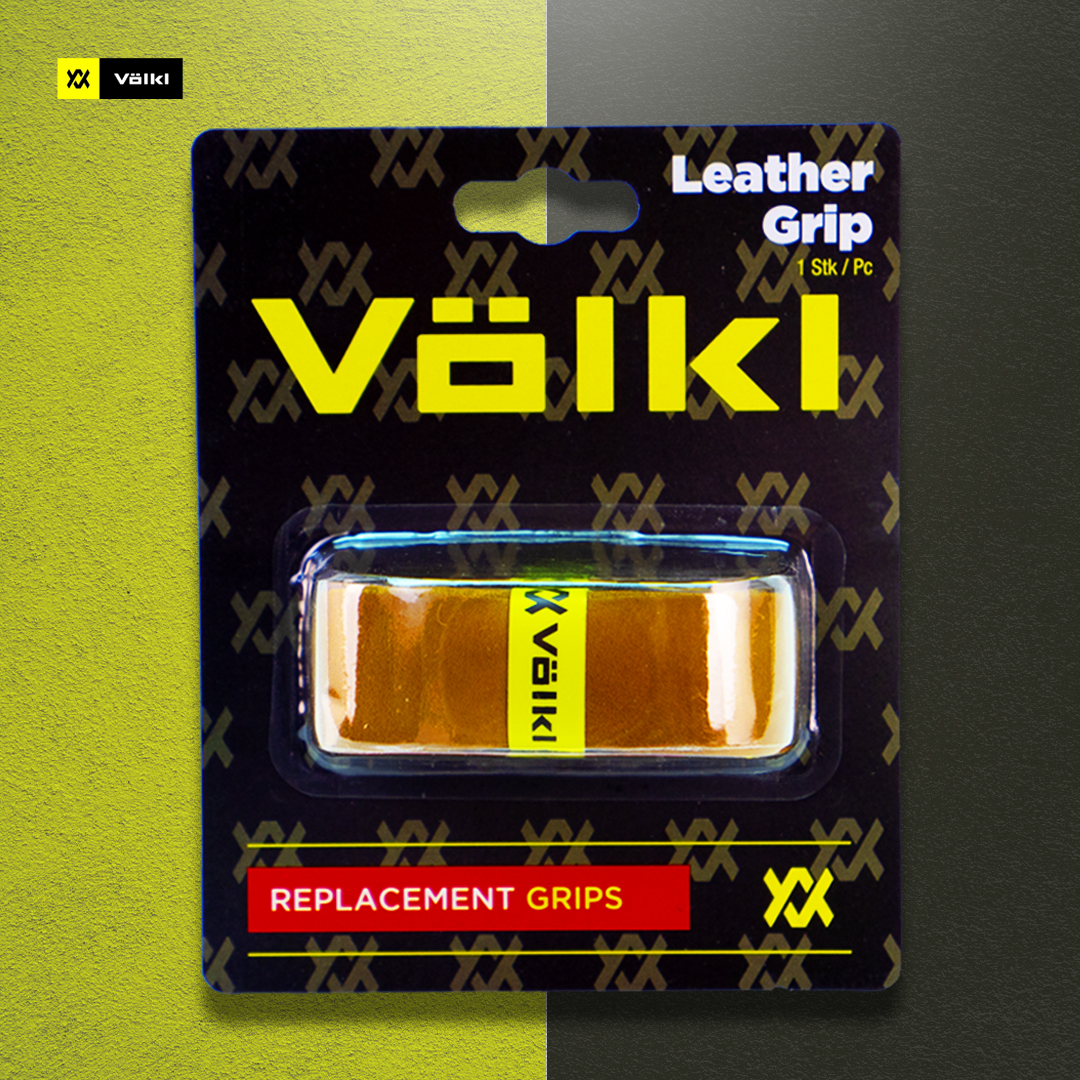 Völkl
Leather
Grip
1 Stk / Pc
Völkl
Völkl
REPLACEMENT GRIPS